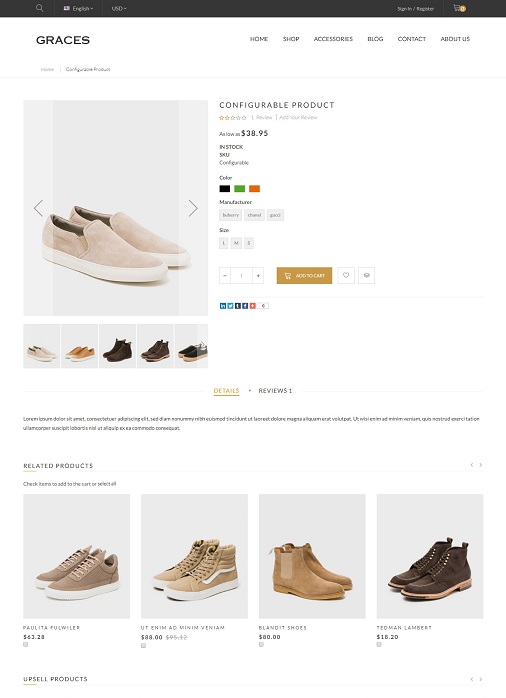 English
USD
Sign In / Register
0
GRACES
HOME
SHOP
ACCESSORIES
BLOG
CONTACT
ABOUT US
Home
Configurable Product
CONFIGURABLE PRODUCT
1 Review | Add Your Review
As low as $38.95
IN STOCK
SKU
Configurable
Color
Manufacturer
buberry
chanel
gucci
Size
L
M
S
1
ADD TO CART
0
DETAILS
REVIEWS 1
Lorem ipsum dolor sit amet, consectetuer adipiscing elit, sed diam nonummy nibh euismod tincidunt ut laoreet dolore magna aliquam erat volutpat. Ut wisi enim ad minim veniam, quis nostrud exerci tation
ullamcorper suscipit lobortis nisl ut aliquip ex ea commodo consequat.
RELATED PRODUCTS
Check items to add to the cart or select all
PAULITA FULWILER
$63.28
UT ENIM AD MINIM VENIAM
$88.00 $95.12
BLANDIT SHOES
$80.00
TEDMAN LAMBERT
$18.20
UPSELL PRODUCTS